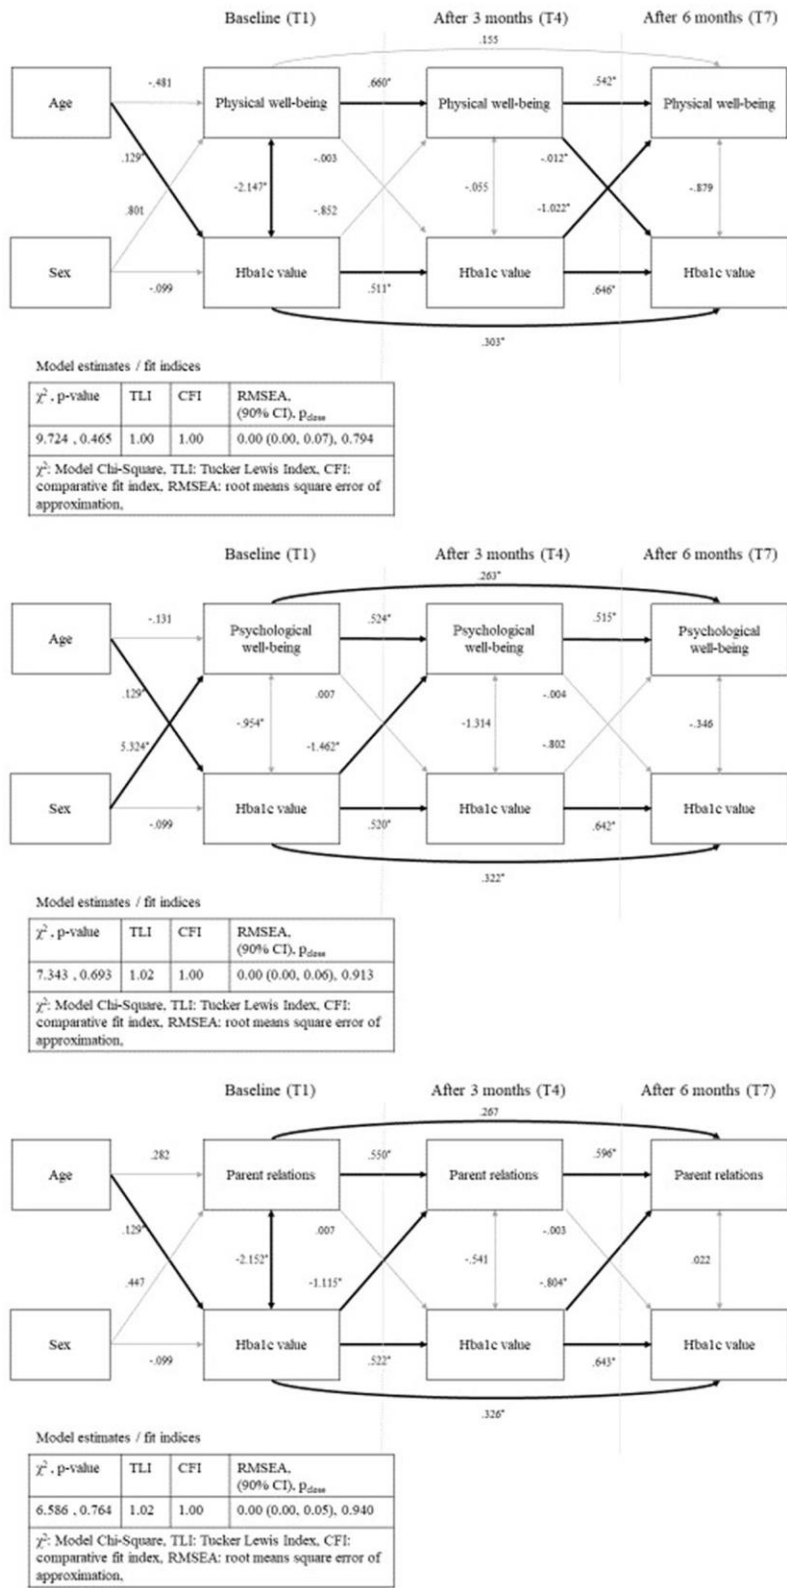 Baseline (T1) After 3 months (T4) After 6 months (T7)
.155
-.481 .660* .542*
Age Physical well-being Physical well-being Physical well-being
.129* -.003 -.012*
-2.147* -.055 -.879
.801 -.852 -1.022*
Sex Hba1c value Hba1c value Hba1c value
-.099 .511* .646*
.303*
Model estimates / fit indices
χ², p-value TLI CFI RMSEA,
(90% CI), pclose
9.724 , 0.465 1.00 1.00 0.00 (0.00, 0.07), 0.794
χ²: Model Chi-Square, TLI: Tucker Lewis Index, CFI:
comparative fit index, RMSEA: root means square error of
approximation,
Baseline (T1) After 3 months (T4) After 6 months (T7)
.263*
-.131 .524* .515*
Age Psychological Psychological Psychological
well-being well-being well-being
.129* .007 -.004
-.954* -1.314 -.346
5.324* -1.462* -.802
Sex Hba1c value Hba1c value Hba1c value
-.099 .520* .642*
.322*
Model estimates / fit indices
χ², p-value TLI CFI RMSEA,
(90% CI), pclose
7.343 , 0.693 1.02 1.00 0.00 (0.00, 0.06), 0.913
χ²: Model Chi-Square, TLI: Tucker Lewis Index, CFI:
comparative fit index, RMSEA: root means square error of
approximation,
Baseline (T1) After 3 months (T4) After 6 months (T7)
.267
.282 .550* .596*
Age Parent relations Parent relations Parent relations
.129* .007 -.003
-2.152* -.541 .022
.447 -1.115* -.804*
Sex Hba1c value Hba1c value Hba1c value
-.099 .522* .643*
.326*
Model estimates / fit indices
χ², p-value TLI CFI RMSEA,
(90% CI), pclose
6.586 , 0.764 1.02 1.00 0.00 (0.00, 0.05), 0.940
χ²: Model Chi-Square, TLI: Tucker Lewis Index, CFI:
comparative fit index, RMSEA: root means square error of
approximation,